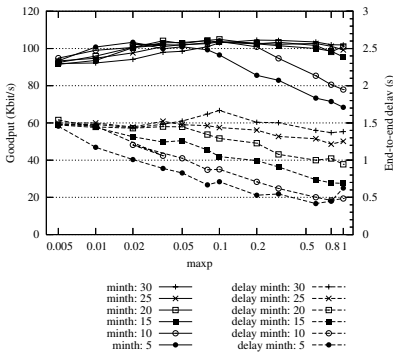 120 3
100 2.5
80 2
60 1.5
40 1
20 0.5
0 0
Goodput (Kbit/s)
End-to-end delay (s)
0.005 0.01 0.02 0.05 0.1 0.2 0.5 0.8 1
maxp
minth: 30 delay minth: 30
minth: 25 delay minth: 25
minth: 20 delay minth: 20
minth: 15 delay minth: 15
minth: 10 delay minth: 10
minth: 5 delay minth: 5